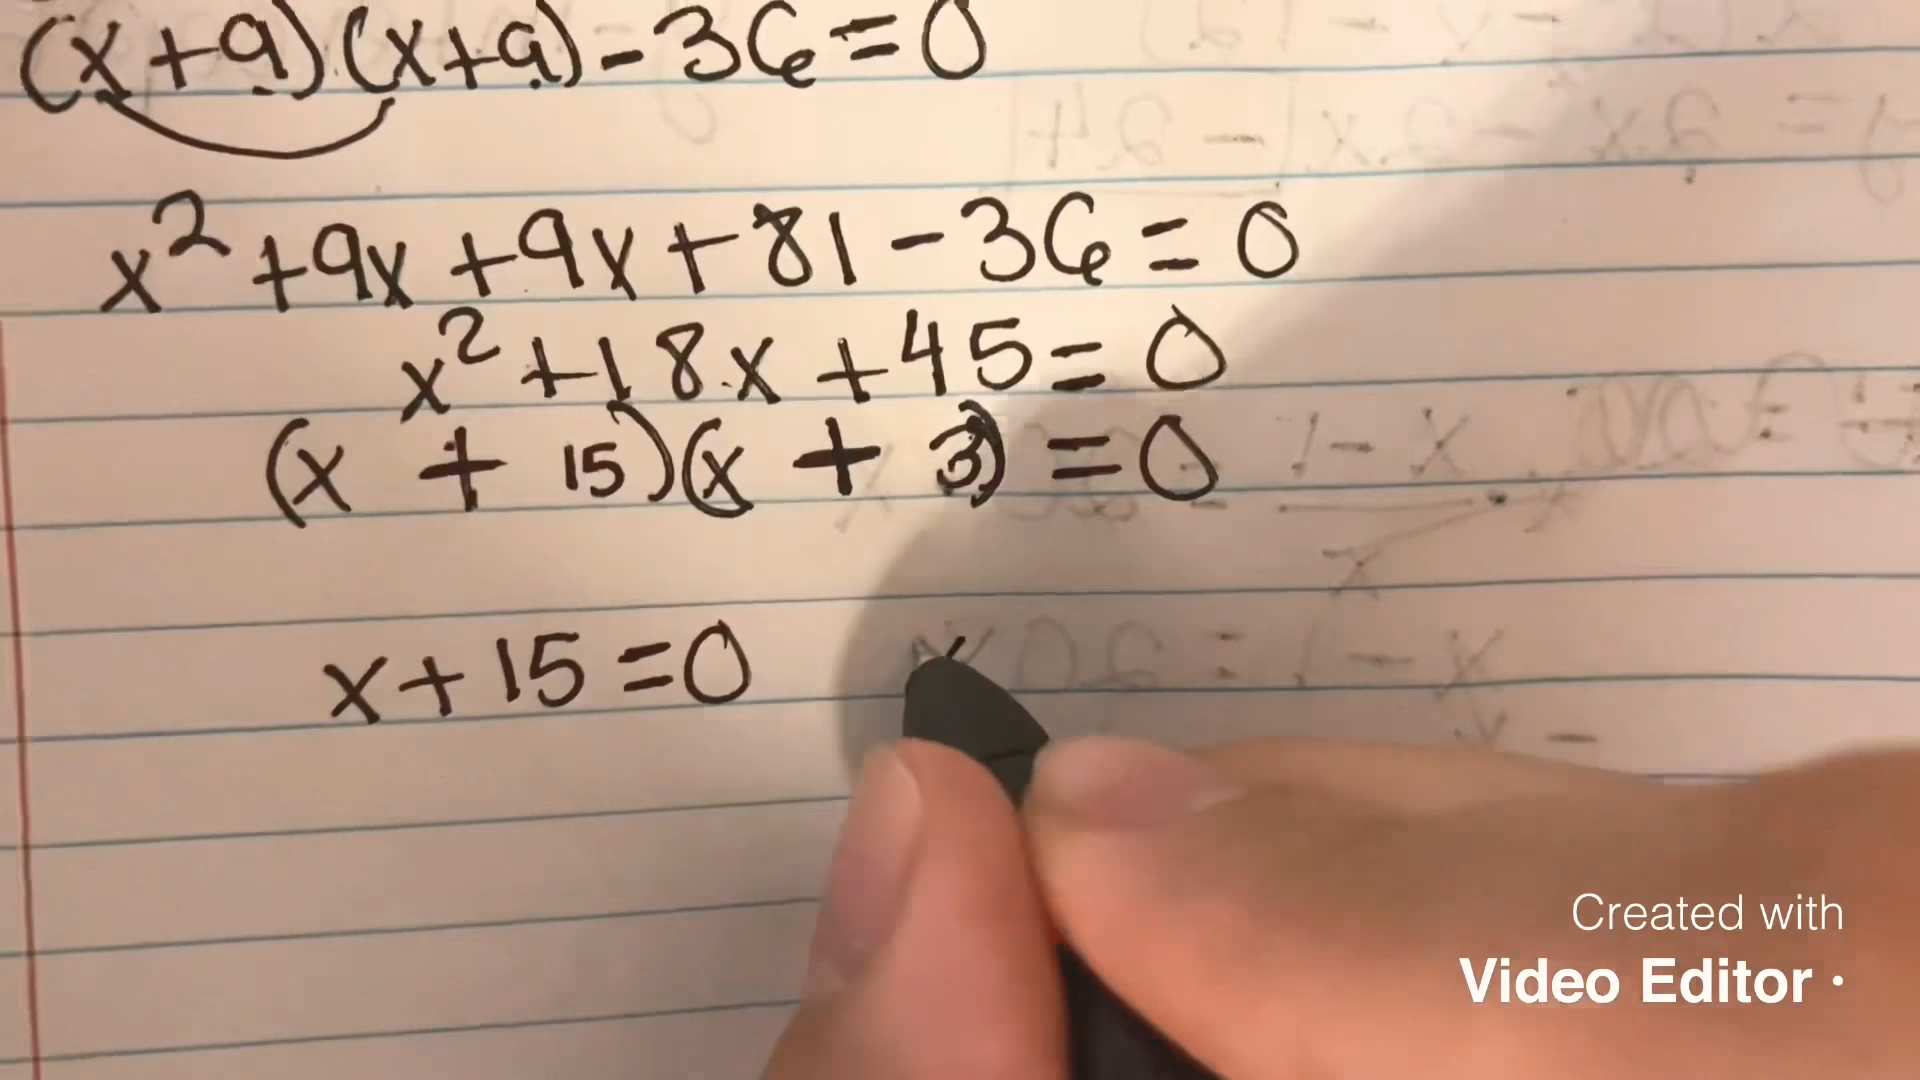 (x+9)(x+9)-36=0
x²+9x+9x+81-36=0
x²+18x+45=0
(x + 15)(x + 3)=0
x+15=0
Created with
Video Editor •